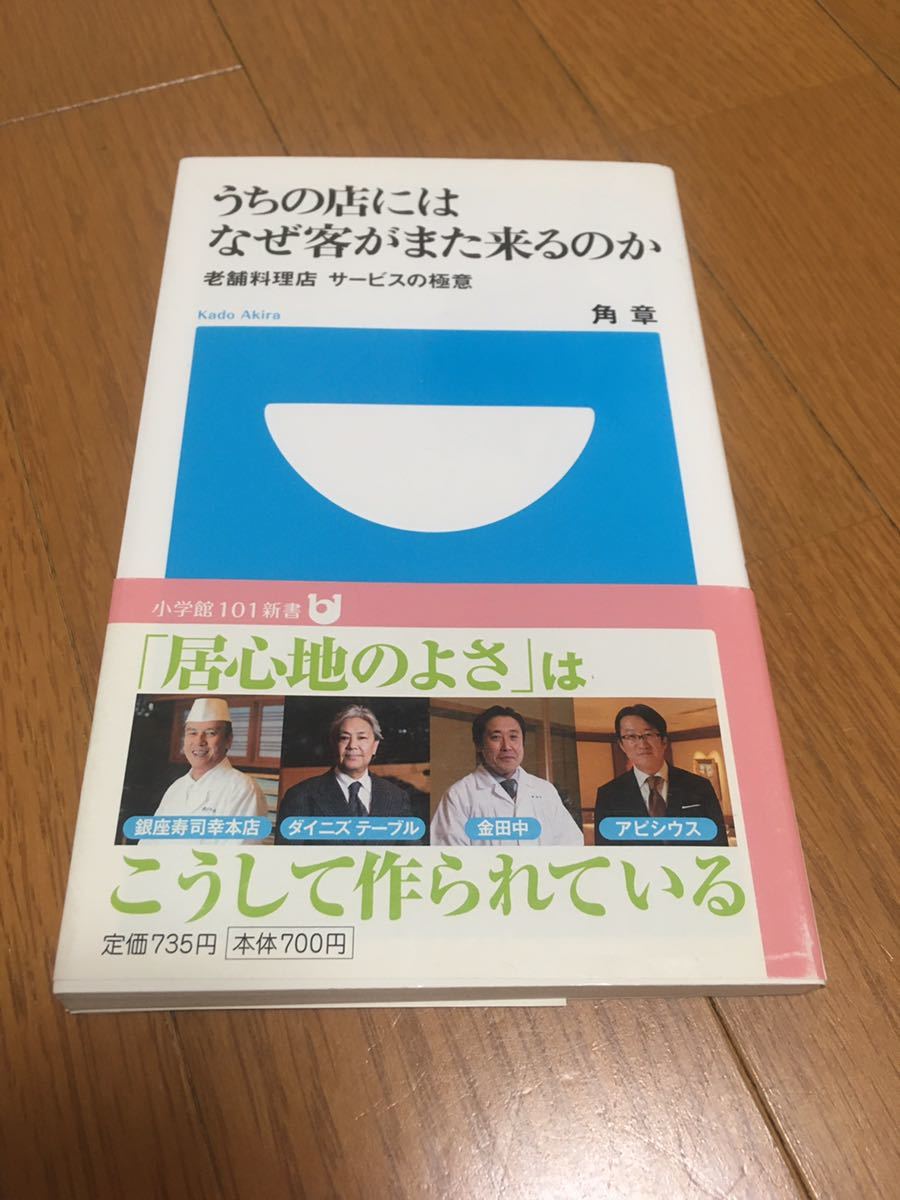 うちの店には
なぜ客がまた来るのか
老舗料理店 サービスの極意
Kado Akira
角 章
小学館101新書
「居心地のよさ」は
銀座寿司幸本店 ダイニズ テーブル 金田中 アピシウス
こうして作られている
定価735円 本体700円